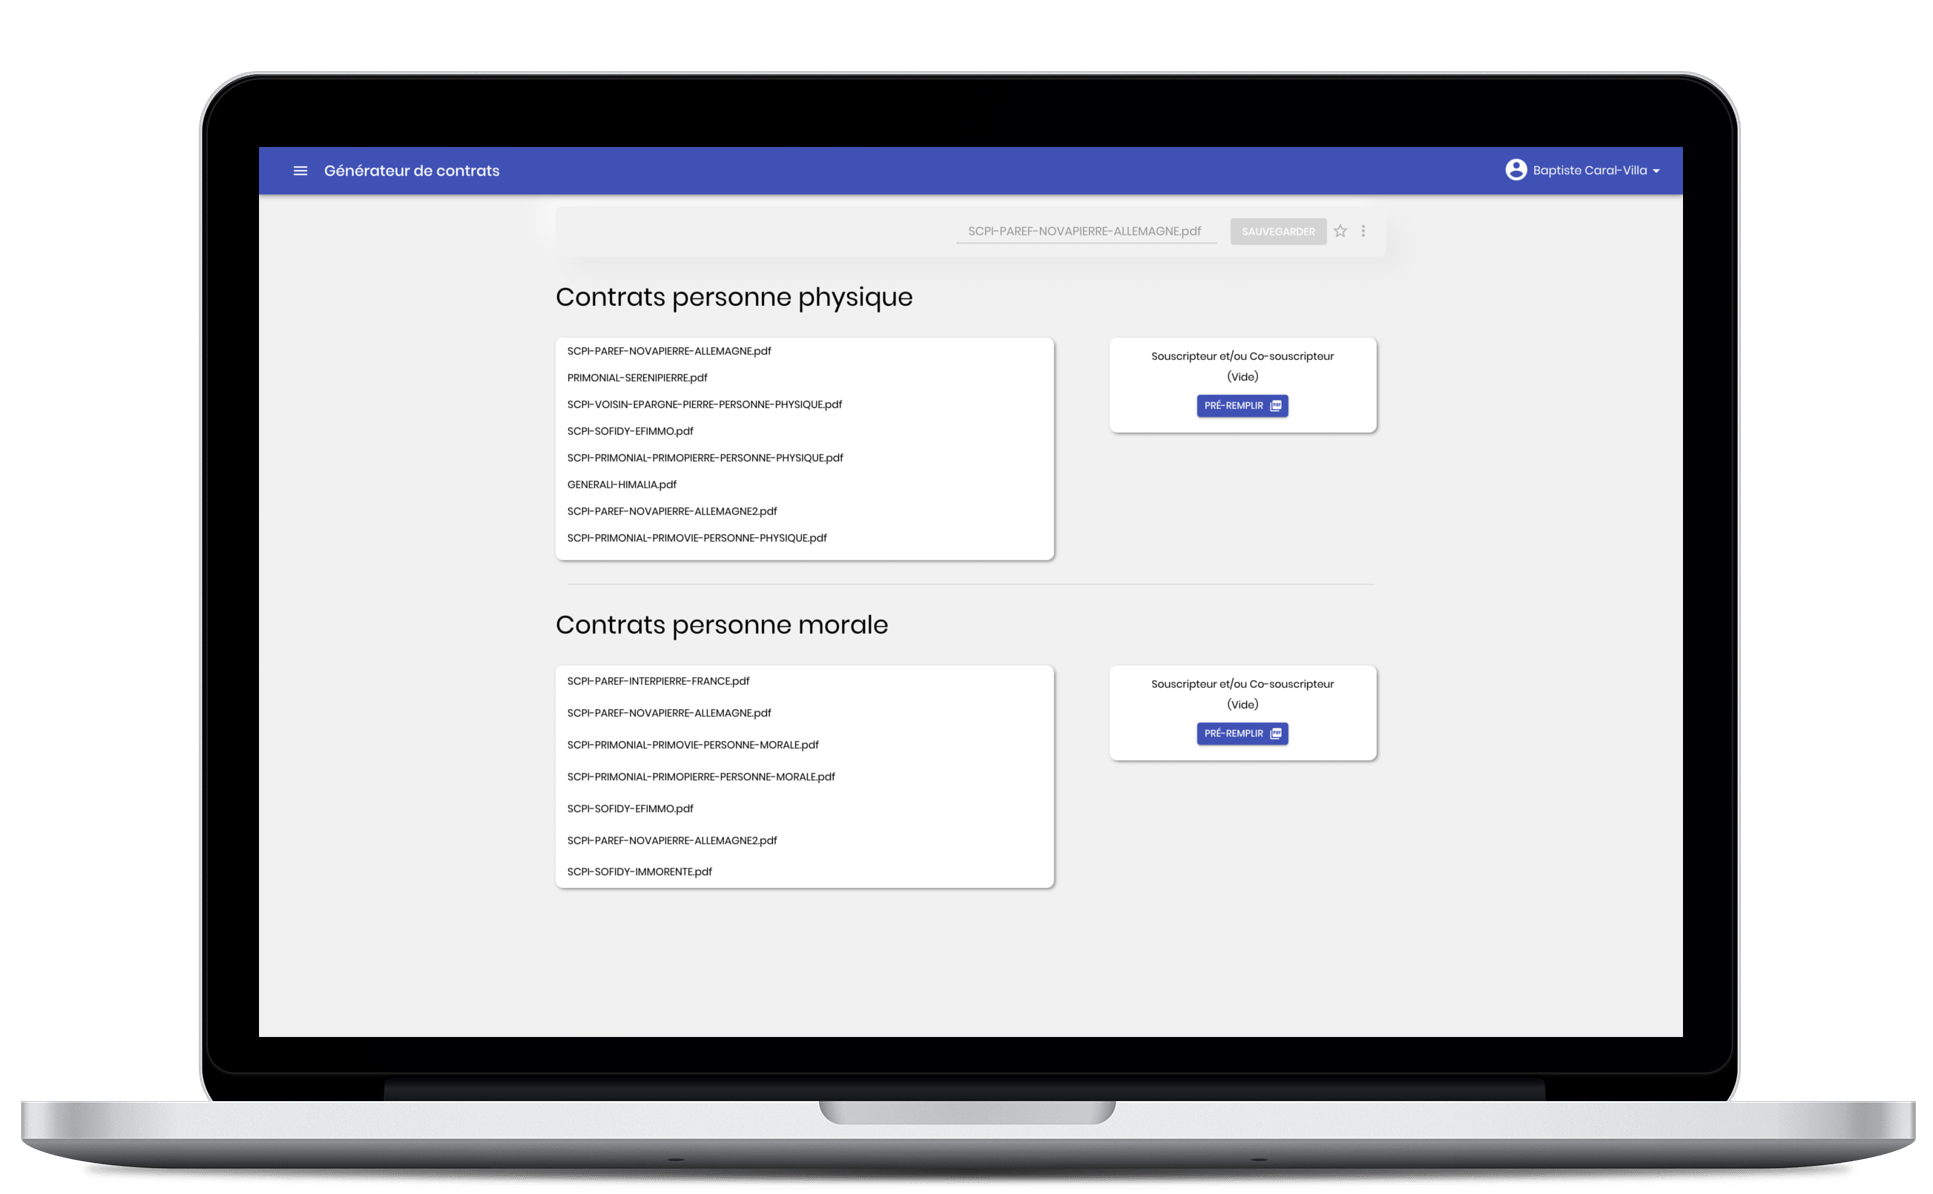 Générateur de contrats
Baptiste Caral-Villa
SCPI-PAREF-NOVAPIERRE-ALLEMAGNE.pdf
SAUVEGARDER
Contrats personne physique
SCPI-PAREF-NOVAPIERRE-ALLEMAGNE.pdf
PRIMONIAL-SERENIPIERRE.pdf
SCPI-VOISIN-EPARGNE-PIERRE-PERSONNE-PHYSIQUE.pdf
SCPI-SOFIDY-EFIMMO.pdf
SCPI-PRIMONIAL-PRIMOPIERRE-PERSONNE-PHYSIQUE.pdf
GENERALI-HIMALIA.pdf
SCPI-PAREF-NOVAPIERRE-ALLEMAGNE2.pdf
SCPI-PRIMONIAL-PRIMOVIE-PERSONNE-PHYSIQUE.pdf
Souscripteur et/ou Co-souscripteur
(Vide)
PRÉ-REMPLIR
Contrats personne morale
SCPI-PAREF-INTERPIERRE-FRANCE.pdf
SCPI-PAREF-NOVAPIERRE-ALLEMAGNE.pdf
SCPI-PRIMONIAL-PRIMOVIE-PERSONNE-MORALE.pdf
SCPI-PRIMONIAL-PRIMOPIERRE-PERSONNE-MORALE.pdf
SCPI-SOFIDY-EFIMMO.pdf
SCPI-PAREF-NOVAPIERRE-ALLEMAGNE2.pdf
SCPI-SOFIDY-IMMORENTE.pdf
Souscripteur et/ou Co-souscripteur
(Vide)
PRÉ-REMPLIR